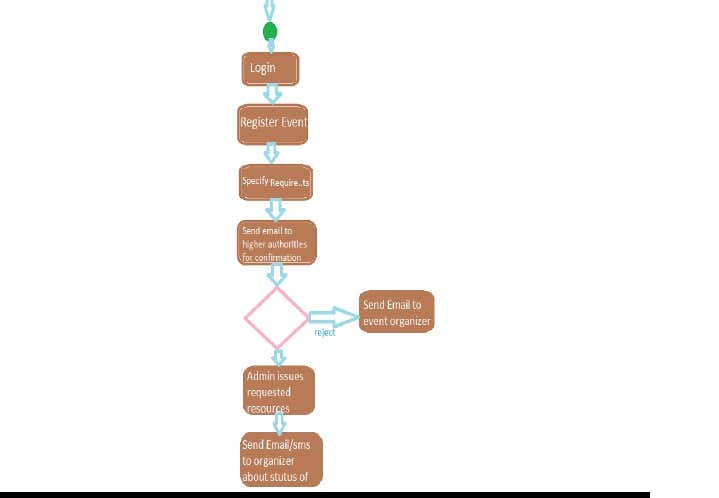 Login
Register Event
Specify Require..ts
Send email to
higher authorities
for confirmation
Send Email to
event organizer
reject
Admin issues
requested
resources
Send Email/sms
to organizer
about stutus of